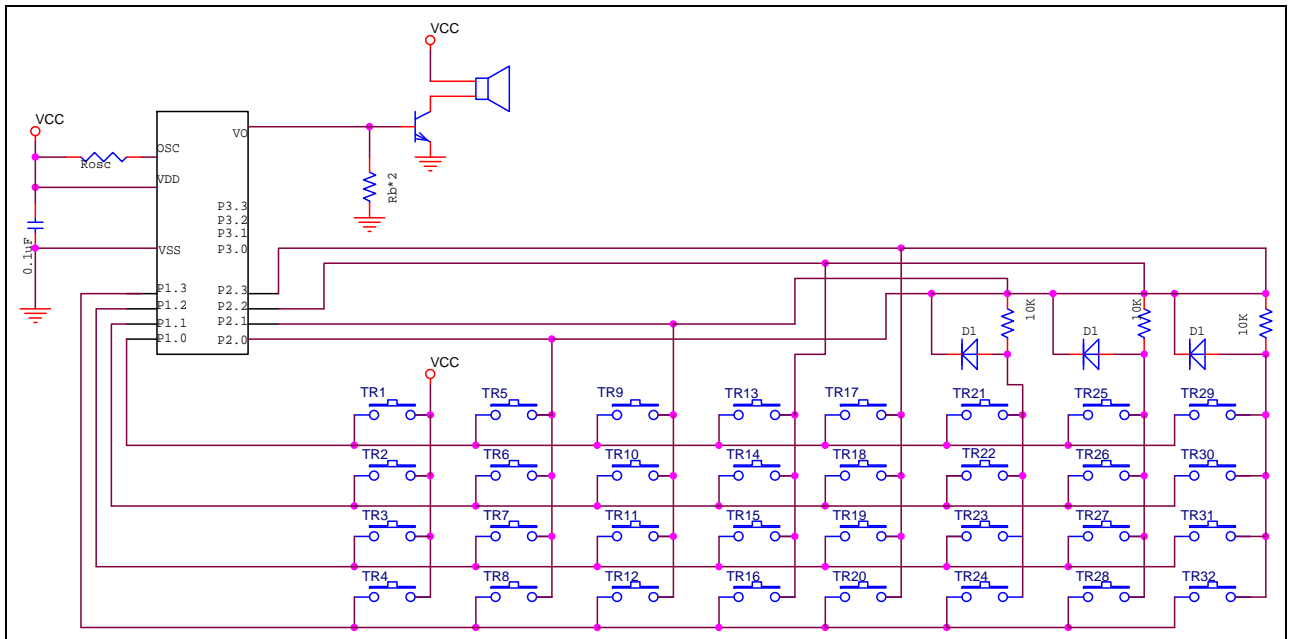 VCC
VCC
VO
OSC
Rosc
VDD
Rb*2
P3.3
P3.2
P3.1
P3.0
0.1uF
VSS
P1.3 P2.3
P1.2 P2.2
P1.1 P2.1
P1.0 P2.0
10K 10K 10K
D1 D1 D1
VCC
TR1 TR5 TR9 TR13 TR17 TR21 TR25 TR29
TR2 TR6 TR10 TR14 TR18 TR22 TR26 TR30
TR3 TR7 TR11 TR15 TR19 TR23 TR27 TR31
TR4 TR8 TR12 TR16 TR20 TR24 TR28 TR32